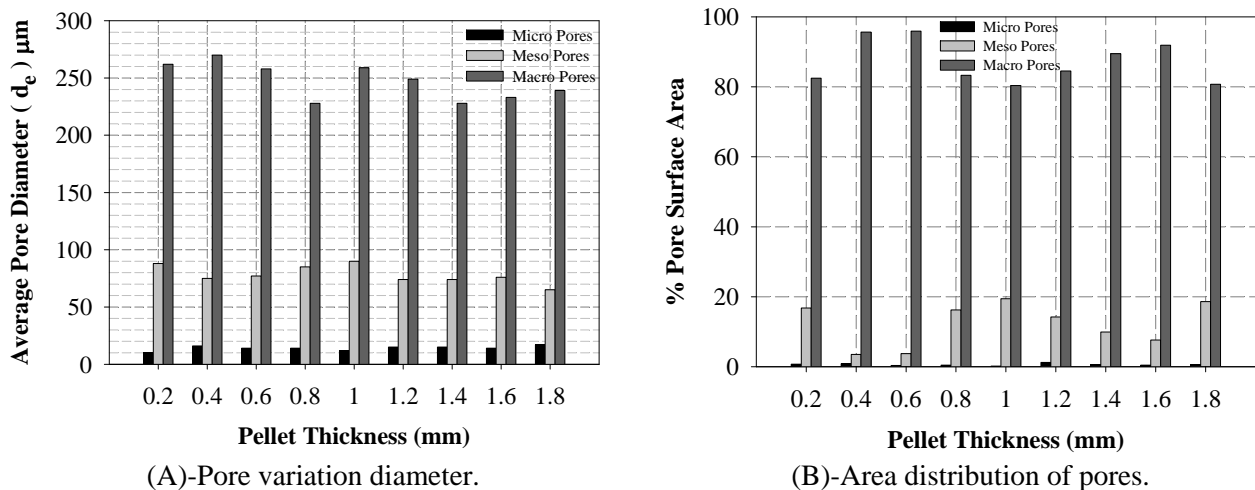 300
250
200
150
100
50
0
Average Pore Diameter ( dₑ ) μm
Micro Pores
Meso Pores
Macro Pores
0.2 0.4 0.6 0.8 1 1.2 1.4 1.6 1.8
Pellet Thickness (mm)
(A)-Pore variation diameter.
100
80
60
40
20
0
% Pore Surface Area
Micro Pores
Meso Pores
Macro Pores
0.2 0.4 0.6 0.8 1 1.2 1.4 1.6 1.8
Pellet Thickness (mm)
(B)-Area distribution of pores.